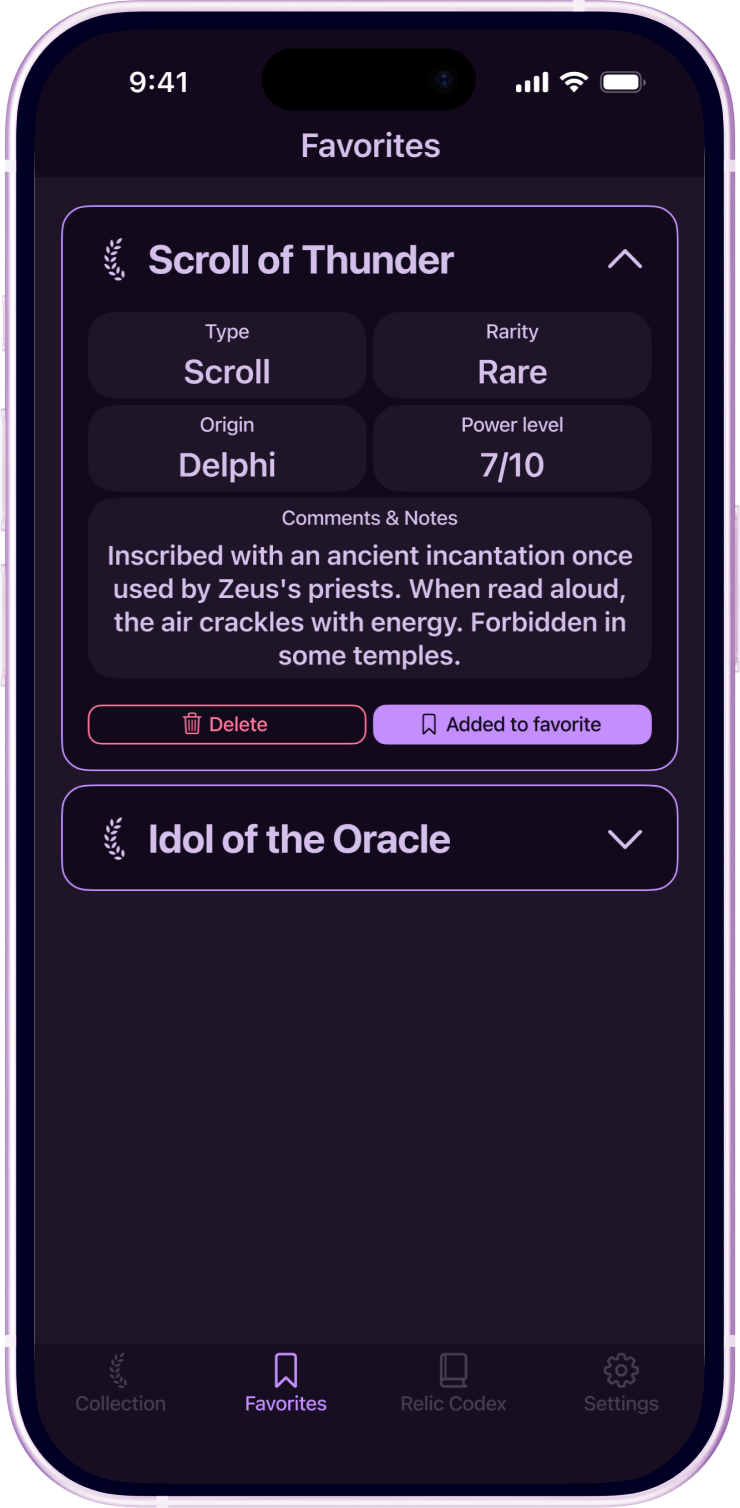 9:41
Favorites
Scroll of Thunder
Type
Scroll
Rarity
Rare
Origin
Delphi
Power level
7/10
Comments & Notes
Inscribed with an ancient incantation once
used by Zeus's priests. When read aloud,
the air crackles with energy. Forbidden in
some temples.
Delete
Added to favorite
Idol of the Oracle
Collection
Favorites
Relic Codex
Settings